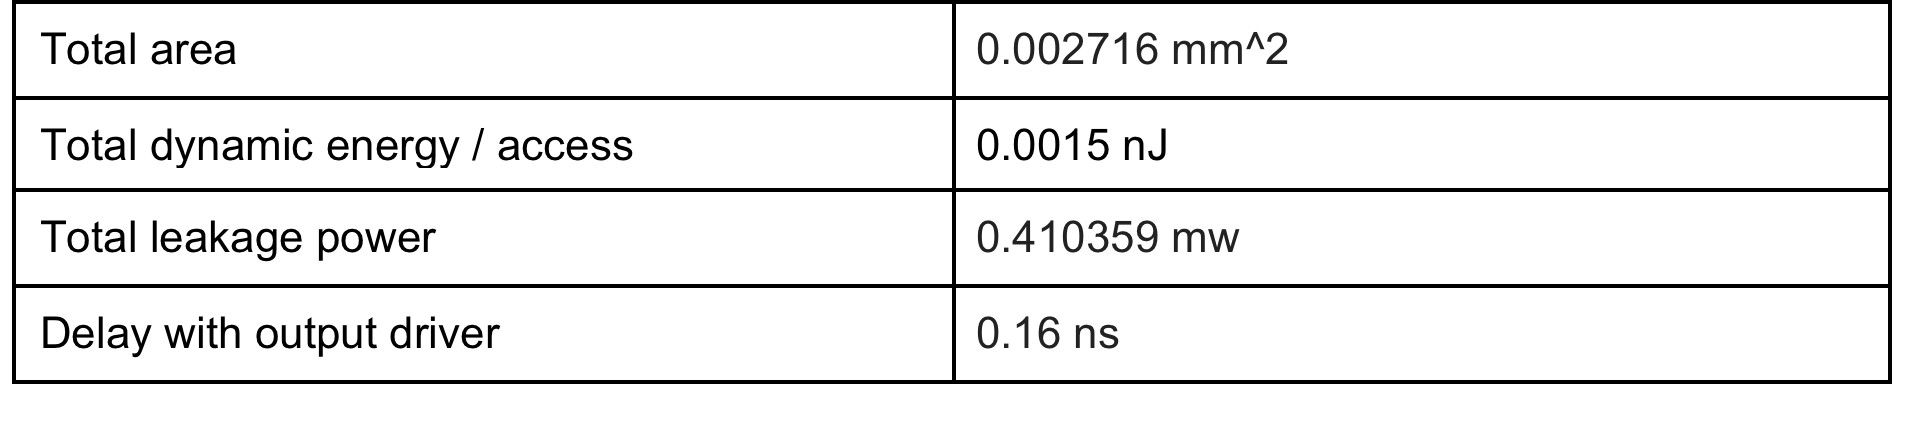 Total area 0.002716 mm^2
Total dynamic energy / access 0.0015 nJ
Total leakage power 0.410359 mw
Delay with output driver 0.16 ns